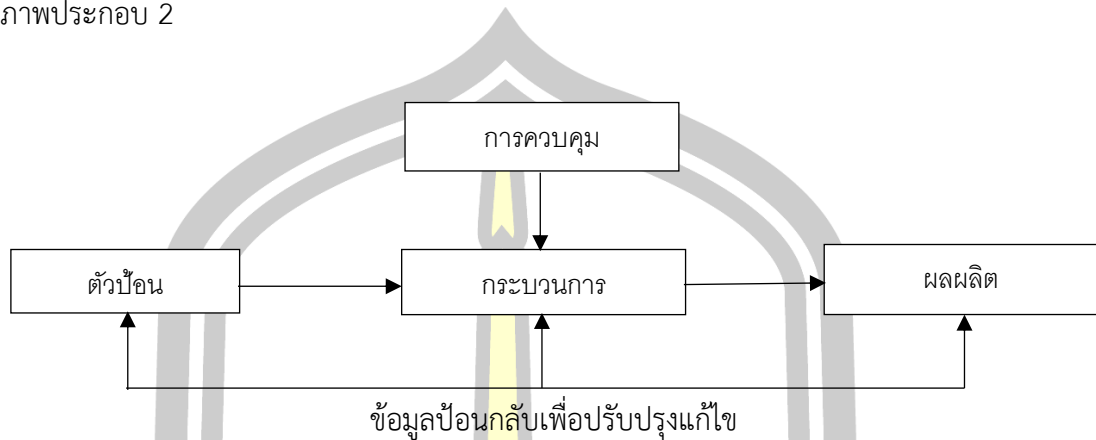 ภาพประกอบ 2
การควบคุม
ตัวป้อน
กระบวนการ
ผลผลิต
ข้อมูลป้อนกลับเพื่อปรับปรุงแก้ไข